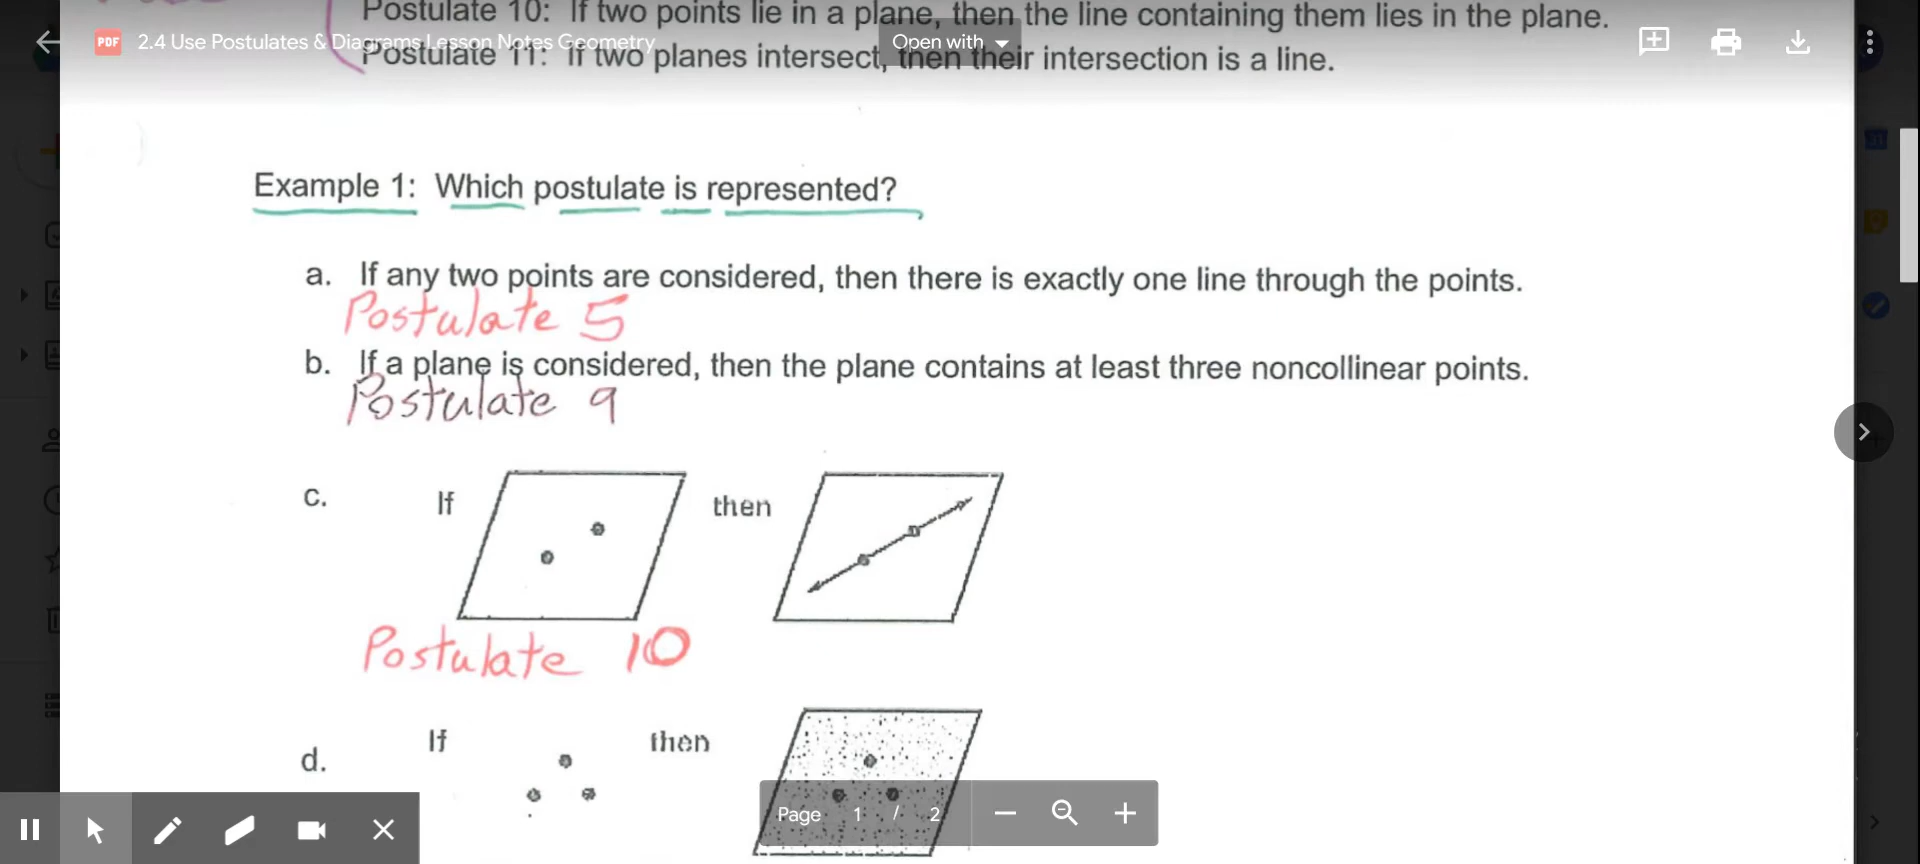 Postulate 10: If two points lie in a plane, then the line containing them lies in the plane.
2.4 Use Postulates & Diagrams Lesson Notes Geometry
Open with
Postulate 11: If two planes intersect, then their intersection is a line.
Example 1: Which postulate is represented?
a. If any two points are considered, then there is exactly one line through the points.
Postulate 5
b. If a plane is considered, then the plane contains at least three noncollinear points.
Postulate 9
c. If then
Postulate 10
d. If then
Page 1 / 2
PDF
31